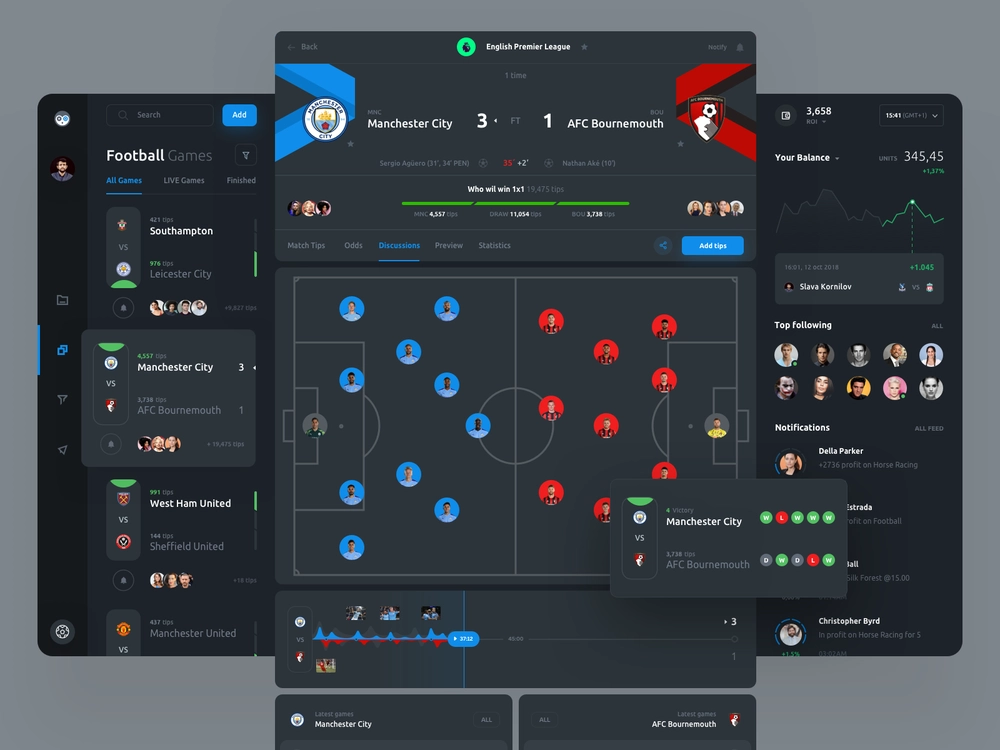 Search
Add
Football Games
All Games
LIVE Games
Finished
421 tips
Southampton
VS
976 tips
Leicester City
+9,827 tips
4,557 tips
Manchester City 3
VS
3,738 tips
AFC Bournemouth 1
+ 19,475 tips
991 tips
West Ham United
VS
144 tips
Sheffield United
+18 tips
437 tips
Manchester United
VS
Back
English Premier League
Notify
1 time
MNC
Manchester City
3 FT 1
BOU
AFC Bournemouth
MANCHESTER
CITY
AFC BOURNEMOUTH
Sergio Agüero (31', 34' PEN)
35' +2'
Nathan Aké (10')
Who wil win 1x1 19,475 tips
MNC 4,557 tips
DRAW 11,054 tips
BOU 3,738 tips
Match Tips
Odds
Discussions
Preview
Statistics
Add tips
4 Victory
Manchester City
W L W W W
VS
3,738 tips
AFC Bournemouth
D W D L W
VS
37:12
45:00
3
1
Latest games
Manchester City
ALL
ALL
Latest games
AFC Bournemouth
3,658
ROI
15:41 (GMT+1)
Your Balance
UNITS 345,45
+1,37%
16:01, 12 oct 2018
+1.045
Slava Kornilov
VS
Top following
ALL
Notifications
ALL FEED
Della Parker
+2736 profit on Horse Racing
Estrada
rofit on Football
Ball
Silk Forest @15.00
Christopher Byrd
In profit on Horse Racing for 5
+1.5%
03:02AM